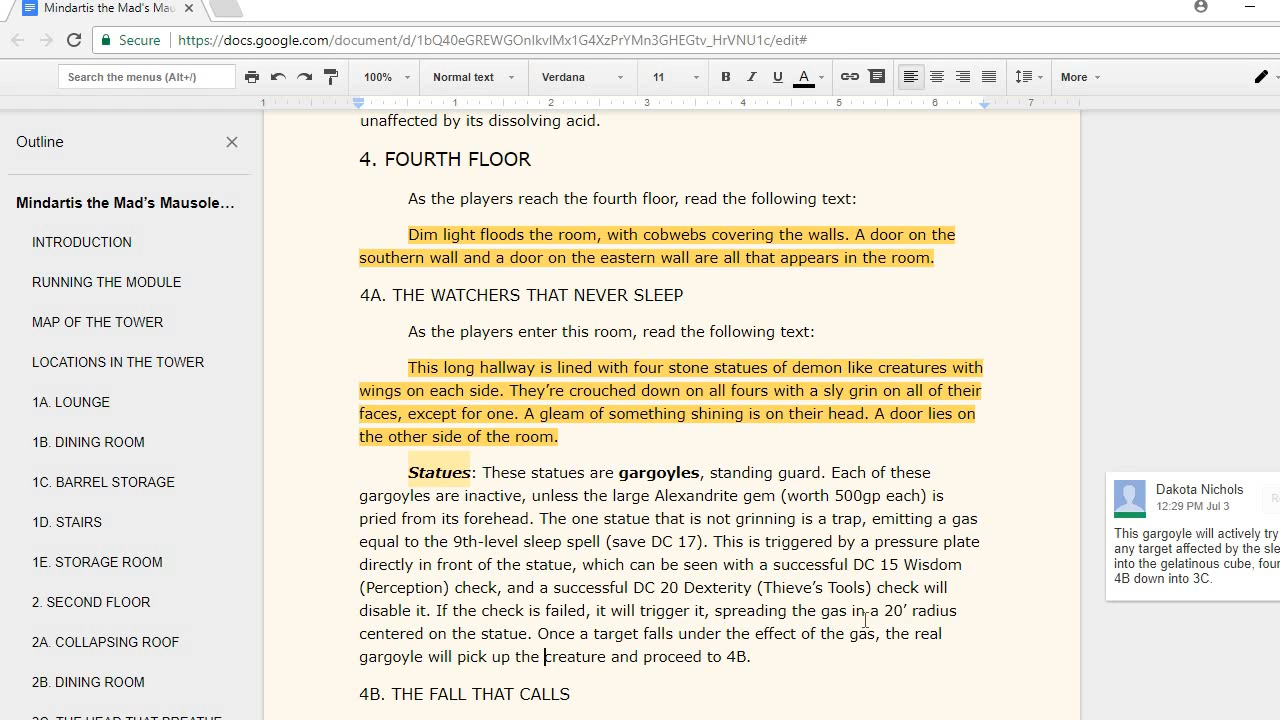 Mindartis the Mad's Mau
Secure
https://docs.google.com/document/d/1bQ40eGREWGOnIkvIMx1G4XzPrYMn3GHEGtv_HrVNU1c/edit#
Search the menus (Alt+/)
100%
Normal text
Verdana
11
B I U A
More
1 1 2 3 4 5 6 7
Outline
Mindartis the Mad’s Mausole…
INTRODUCTION
RUNNING THE MODULE
MAP OF THE TOWER
LOCATIONS IN THE TOWER
1A. LOUNGE
1B. DINING ROOM
1C. BARREL STORAGE
1D. STAIRS
1E. STORAGE ROOM
2. SECOND FLOOR
2A. COLLAPSING ROOF
2B. DINING ROOM
2C. THE HEAD THAT BREATHE
unaffected by its dissolving acid.
4. FOURTH FLOOR
As the players reach the fourth floor, read the following text:
Dim light floods the room, with cobwebs covering the walls. A door on the
southern wall and a door on the eastern wall are all that appears in the room.
4A. THE WATCHERS THAT NEVER SLEEP
As the players enter this room, read the following text:
This long hallway is lined with four stone statues of demon like creatures with
wings on each side. They’re crouched down on all fours with a sly grin on all of their
faces, except for one. A gleam of something shining is on their head. A door lies on
the other side of the room.
Statues: These statues are gargoyles, standing guard. Each of these
gargoyles are inactive, unless the large Alexandrite gem (worth 500gp each) is
pried from its forehead. The one statue that is not grinning is a trap, emitting a gas
equal to the 9th-level sleep spell (save DC 17). This is triggered by a pressure plate
directly in front of the statue, which can be seen with a successful DC 15 Wisdom
(Perception) check, and a successful DC 20 Dexterity (Thieve’s Tools) check will
disable it. If the check is failed, it will trigger it, spreading the gas in a 20’ radius
centered on the statue. Once a target falls under the effect of the gas, the real
gargoyle will pick up the creature and proceed to 4B.
4B. THE FALL THAT CALLS
Dakota Nichols
12:29 PM Jul 3
This gargoyle will actively try
any target affected by the sle
into the gelatinous cube, fou
4B down into 3C.